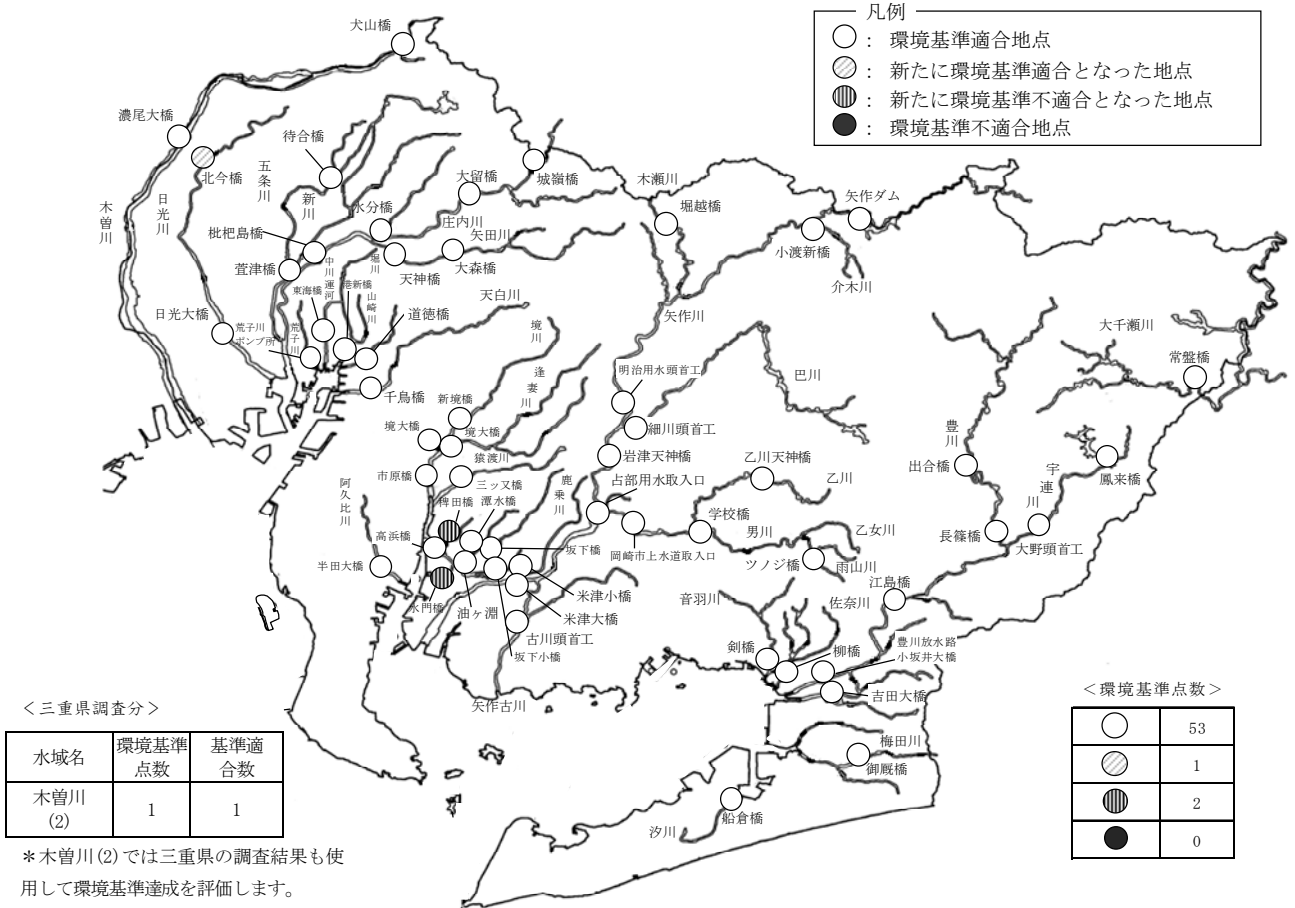 凡例
○ : 環境基準適合地点
: 新たに環境基準適合となった地点
: 新たに環境基準不適合となった地点
● : 環境基準不適合地点
犬山橋
濃尾大橋
待合橋
北今橋
五条川
新川
水分橋
大留橋
城嶺橋
木瀬川
堀越橋
矢作ダム
小渡新橋
介木川
木曽川
日光川
枇杷島橋
庄内川
矢田川
萱津橋
中川運河
堀川
天神橋
大森橋
東海橋
港新橋
山崎川
天白川
矢作川
日光大橋
荒子川
ポンプ所
荒子川
道徳橋
大千瀬川
常盤橋
境川
逢妻川
明治用水頭首工
巴川
千鳥橋
新境橋
細川頭首工
境大橋
境大橋
猿渡川
岩津天神橋
乙川天神橋
豊川
出合橋
宇連川
鳳来橋
市原橋
三ッ又橋
鹿乗川
占部用水取入口
乙川
阿久比川
稗田橋
潭水橋
学校橋
男川
乙女川
長篠橋
大野頭首工
高浜橋
坂下橋
岡崎市上水道取入口
ツノジ橋
雨山川
半田大橋
米津小橋
音羽川
佐奈川
江島橋
水門橋
油ヶ淵
米津大橋
古川頭首工
坂下小橋
剣橋
柳橋
豊川放水路
小坂井大橋
吉田大橋
矢作古川
梅田川
御厩橋
汐川
船倉橋
＜三重県調査分＞
水域名 環境基準点数 基準適合数
木曽川(2) 1 1
＊木曽川(2)では三重県の調査結果も使
用して環境基準達成を評価します。
＜環境基準点数＞
○ 53
1
2
● 0